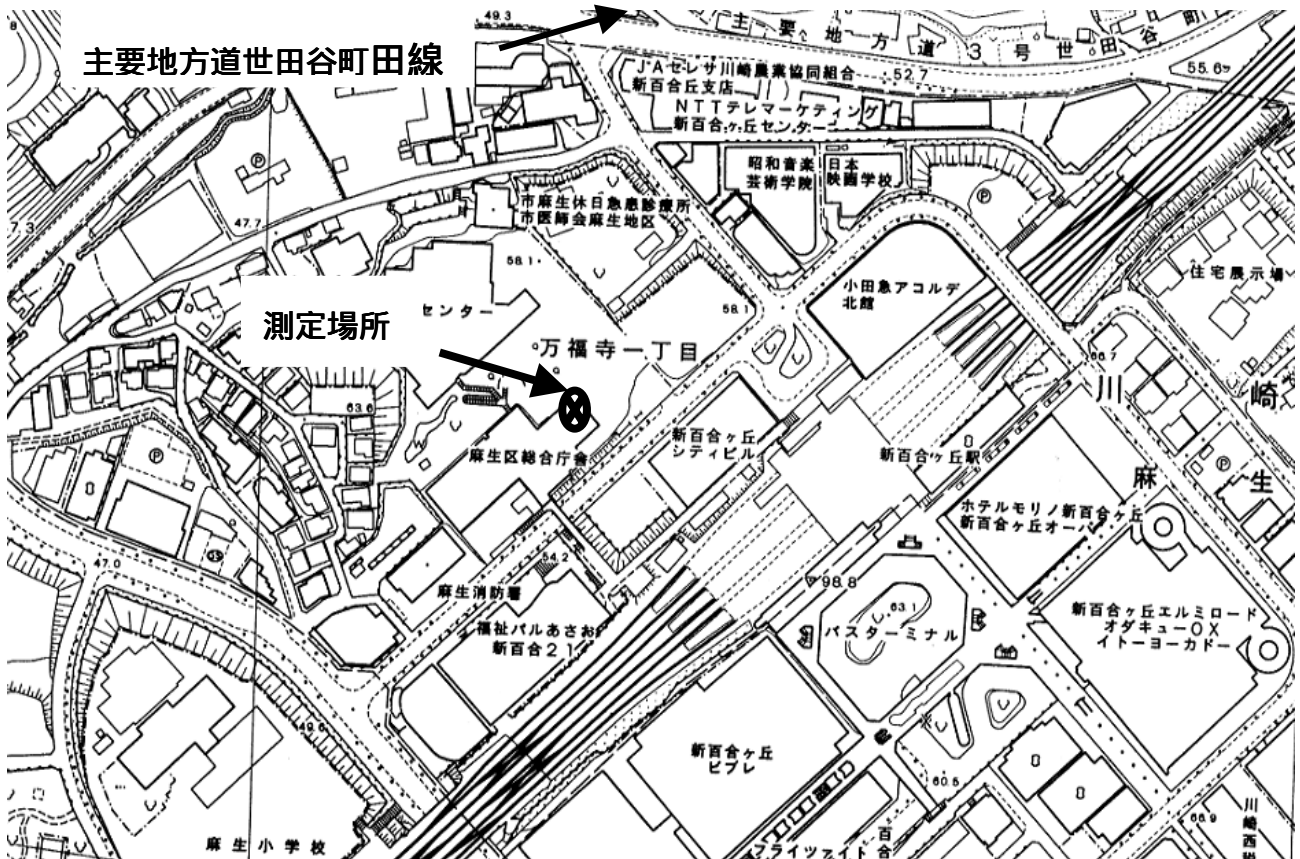 49.3
主要地方道3号世田谷町
主要地方道世田谷町田線
JAセレサ川崎農業協同組合
新百合丘支店
52.7
55.6
NTTテレマーケティング
新百合ヶ丘センター
昭和音楽
芸術学院
日本
映画学校
P
P
市麻生休日急患診療所
市医師会麻生地区
47.7
7.3
58.1
住宅展示場
小田急アコルデ
北館
センター
58.1
測定場所
万福寺一丁目
66.7
川崎
63.6
新百合ヶ丘
シティビル
麻生区総合庁舎
新百合ヶ丘駅
麻生
P
P
ホテルモリノ新百合ヶ丘
新百合ヶ丘オーパ
47.0
54.2
98.8
麻生消防署
63.1
バスターミナル
新百合ヶ丘エルミロード
オダキューOX
イトーヨーカドー
福祉パルあさお
新百合21
49.6
新百合ヶ丘
ビブレ
60.5
66.9
麻生小学校
川崎西